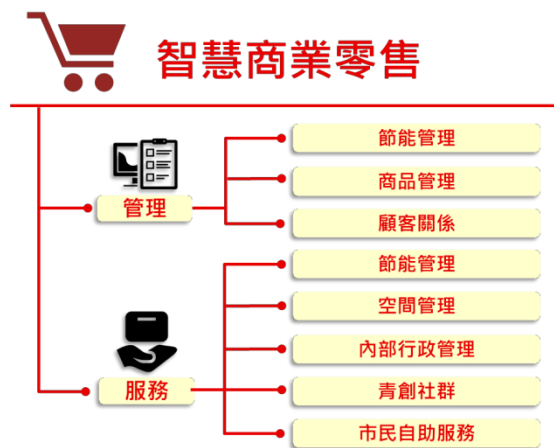 智慧商業零售
管理
節能管理
商品管理
顧客關係
服務
節能管理
空間管理
內部行政管理
青創社群
市民自助服務